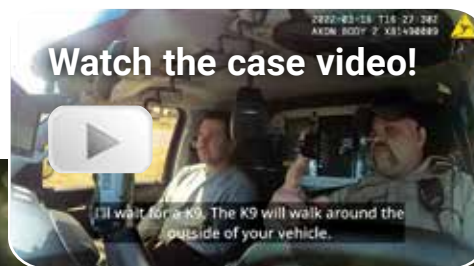 2022-03-16 T16:27:30Z
AXON BODY 2 X81490009
Watch the case video!
I'll wait for a K9. The K9 will walk around the
outside of your vehicle.